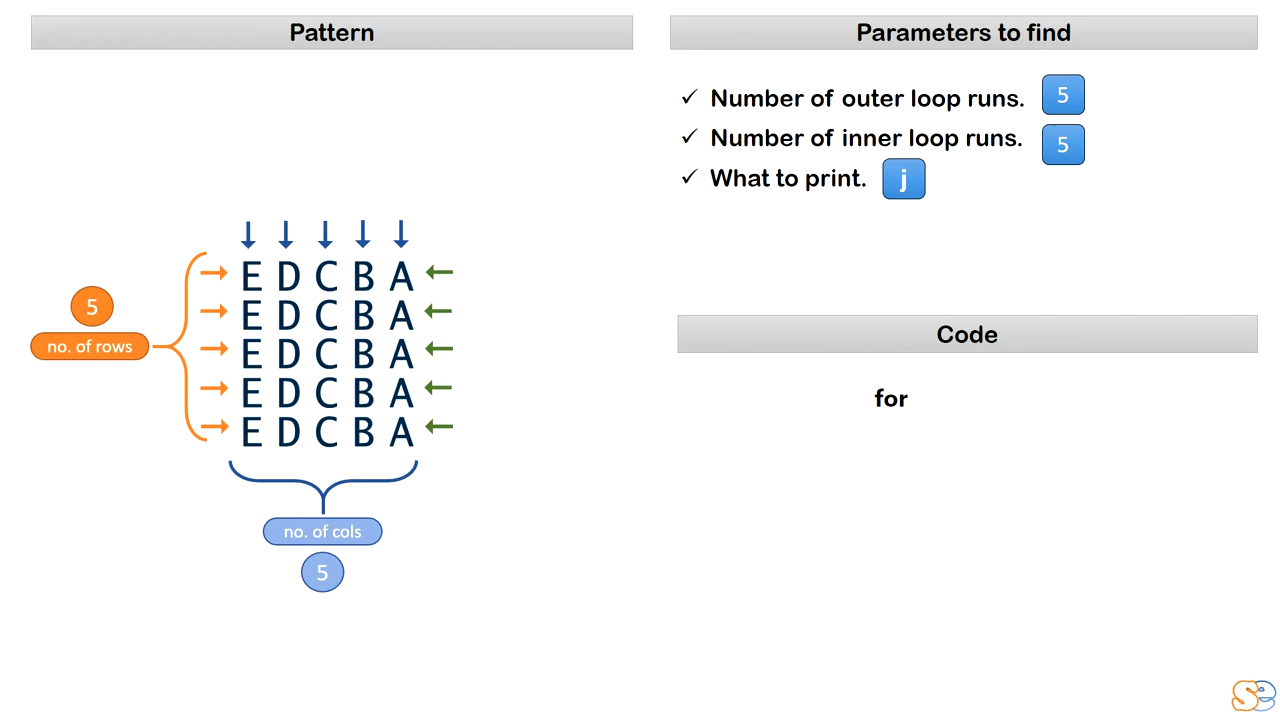 Pattern
Parameters to find
✓ Number of outer loop runs. 5
✓ Number of inner loop runs. 5
✓ What to print. j
E D C B A
E D C B A
E D C B A
E D C B A
E D C B A
5
no. of rows
no. of cols
5
Code
for